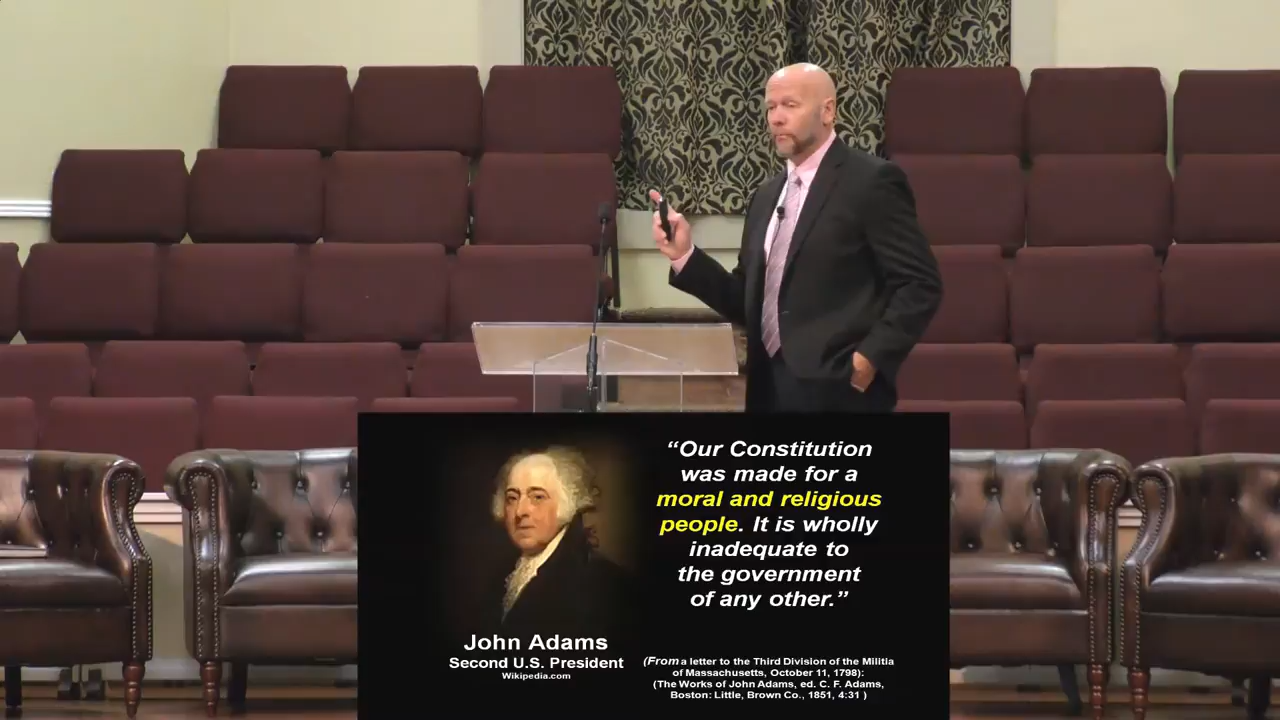 “Our Constitution
was made for a
moral and religious
people. It is wholly
inadequate to
the government
of any other.”
John Adams
Second U.S. President
Wikipedia.com
(From a letter to the Third Division of the Militia
of Massachusetts, October 11, 1798):
(The Works of John Adams, ed. C. F. Adams,
Boston: Little, Brown Co., 1851, 4:31 )